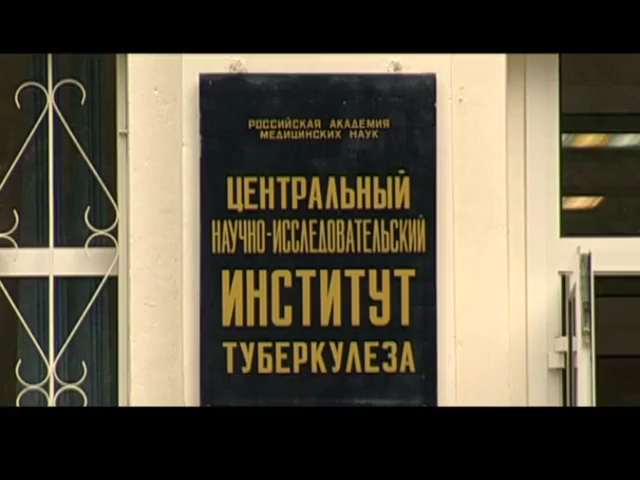 РОССИЙСКАЯ АКАДЕМИЯ
МЕДИЦИНСКИХ НАУК
ЦЕНТРАЛЬНЫЙ
НАУЧНО-ИССЛЕДОВАТЕЛЬСКИЙ
ИНСТИТУТ
ТУБЕРКУЛЕЗА